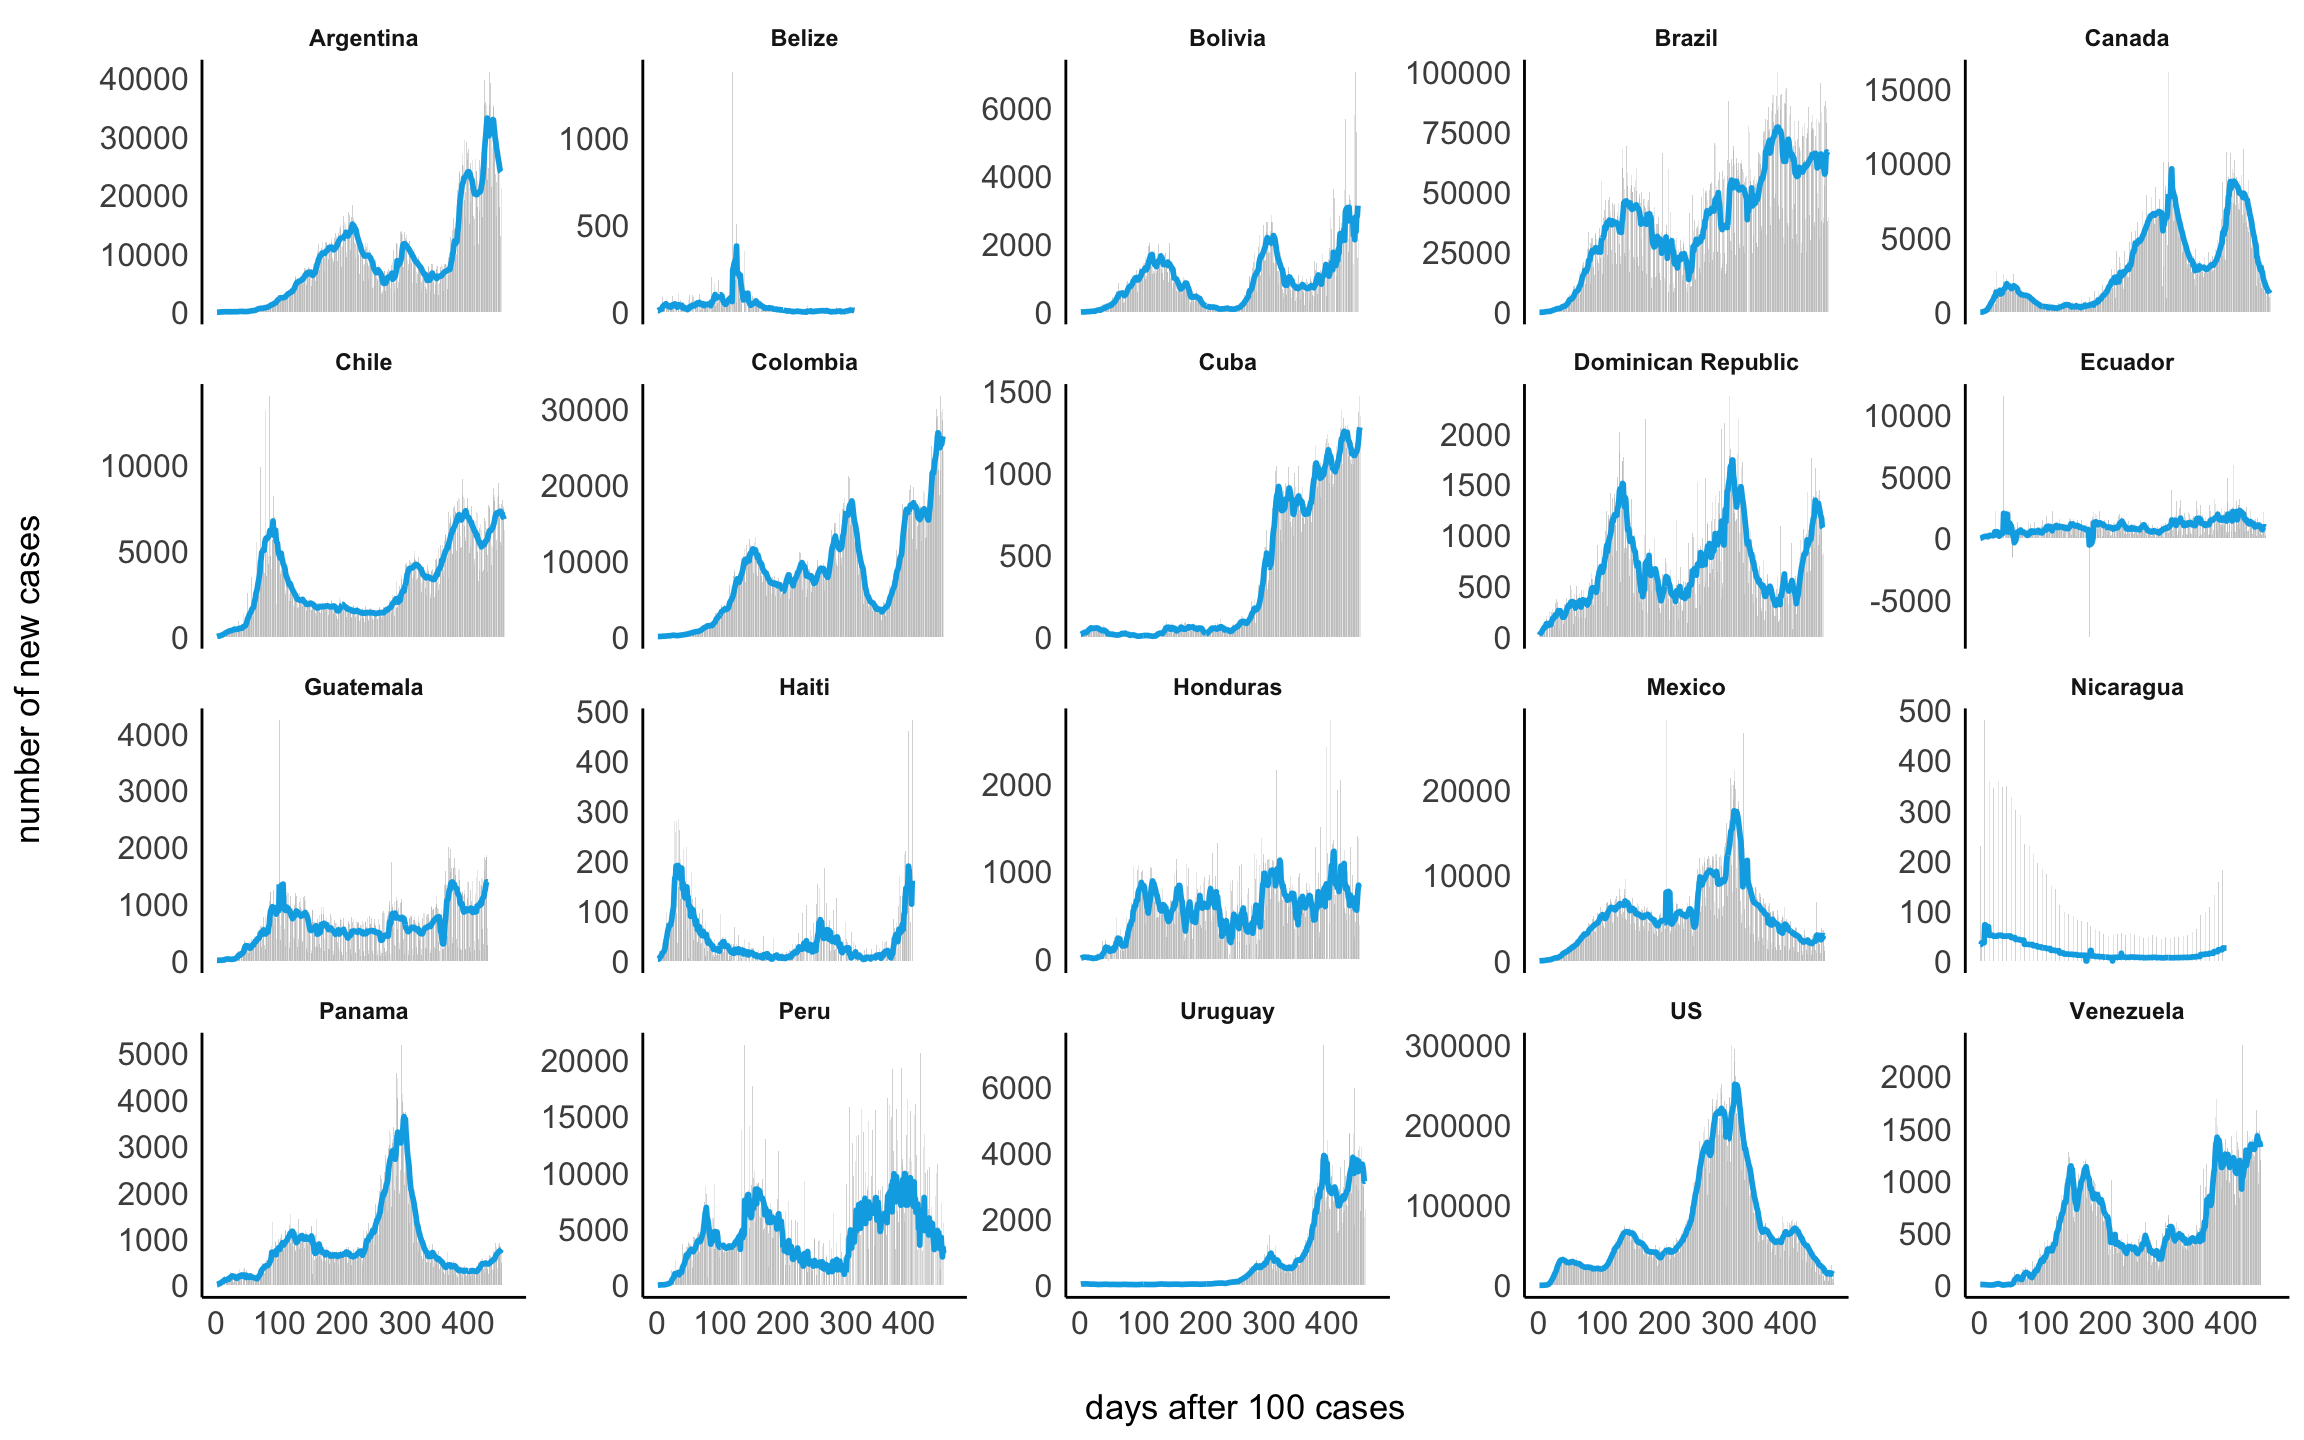 Argentina Belize Bolivia Brazil Canada
40000 30000 20000 10000 0
1000 500 0
6000 4000 2000 0
100000 75000 50000 25000 0
15000 10000 5000 0
Chile Colombia Cuba Dominican Republic Ecuador
10000 5000 0
30000 20000 10000 0
1500 1000 500 0
2000 1500 1000 500 0
10000 5000 0 -5000
number of new cases
Guatemala Haiti Honduras Mexico Nicaragua
4000 3000 2000 1000 0
500 400 300 200 100 0
2000 1000 0
20000 10000 0
500 400 300 200 100 0
Panama Peru Uruguay US Venezuela
5000 4000 3000 2000 1000 0
20000 15000 10000 5000 0
6000 4000 2000 0
300000 200000 100000 0
2000 1500 1000 500 0
0 100 200 300 400 0 100 200 300 400 0 100 200 300 400 0 100 200 300 400 0 100 200 300 400
days after 100 cases